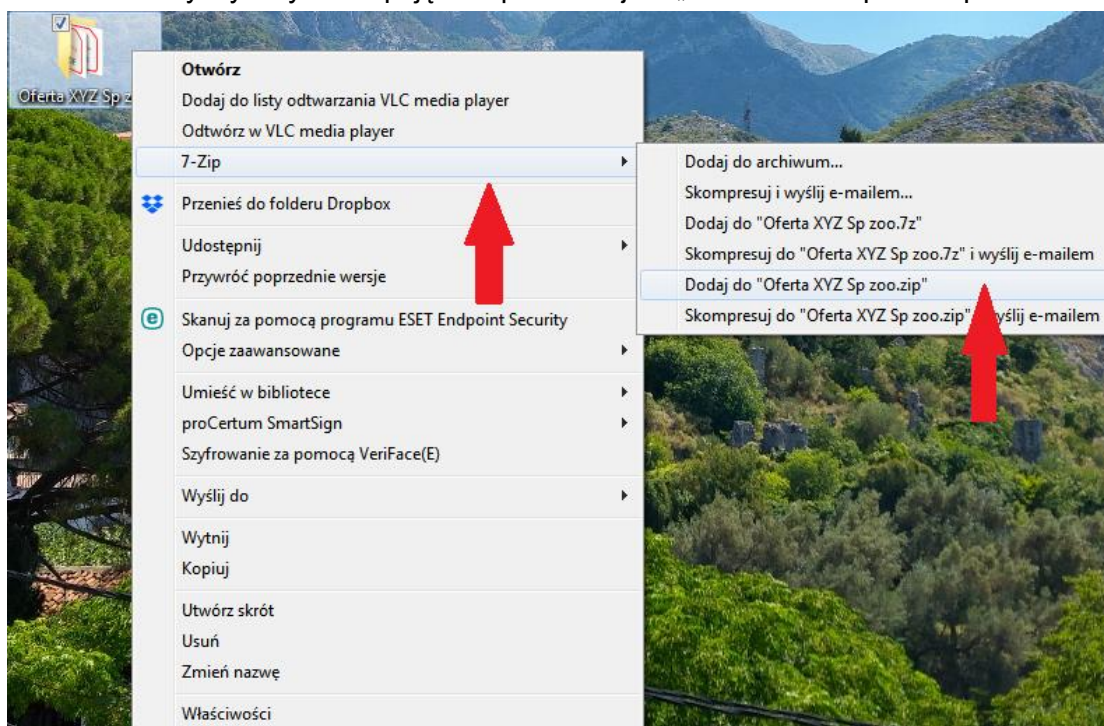 Oferta XYZ Sp z
Otwórz
Dodaj do listy odtwarzania VLC media player
Odtwórz w VLC media player
7-Zip
Przenieś do folderu Dropbox
Udostępnij
Przywróć poprzednie wersje
Skanuj za pomocą programu ESET Endpoint Security
Opcje zaawansowane
Umieść w bibliotece
proCertum SmartSign
Szyfrowanie za pomocą VeriFace(E)
Wyślij do
Wytnij
Kopiuj
Utwórz skrót
Usuń
Zmień nazwę
Właściwości
Dodaj do archiwum...
Skompresuj i wyślij e-mailem...
Dodaj do "Oferta XYZ Sp zoo.7z"
Skompresuj do "Oferta XYZ Sp zoo.7z" i wyślij e-mailem
Dodaj do "Oferta XYZ Sp zoo.zip"
Skompresuj do "Oferta XYZ Sp zoo.zip" wyślij e-mailem